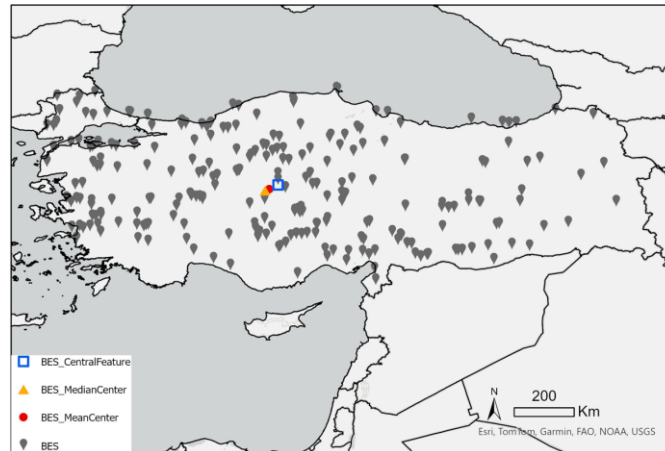 BES_CentralFeature
BES_MedianCenter
BES_MeanCenter
BES
N
200
Km
Esri, TomTom, Garmin, FAO, NOAA, USGS